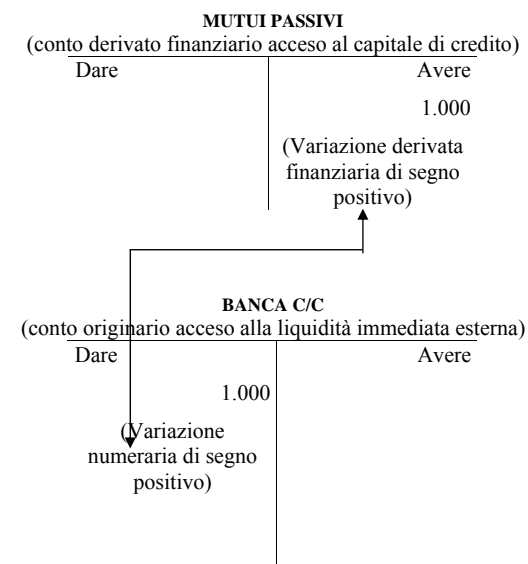 MUTUI PASSIVI
(conto derivato finanziario acceso al capitale di credito)
Dare Avere
1.000
(Variazione derivata
finanziaria di segno
positivo)
BANCA C/C
(conto originario acceso alla liquidità immediata esterna)
Dare Avere
1.000
(Variazione
numeraria di segno
positivo)